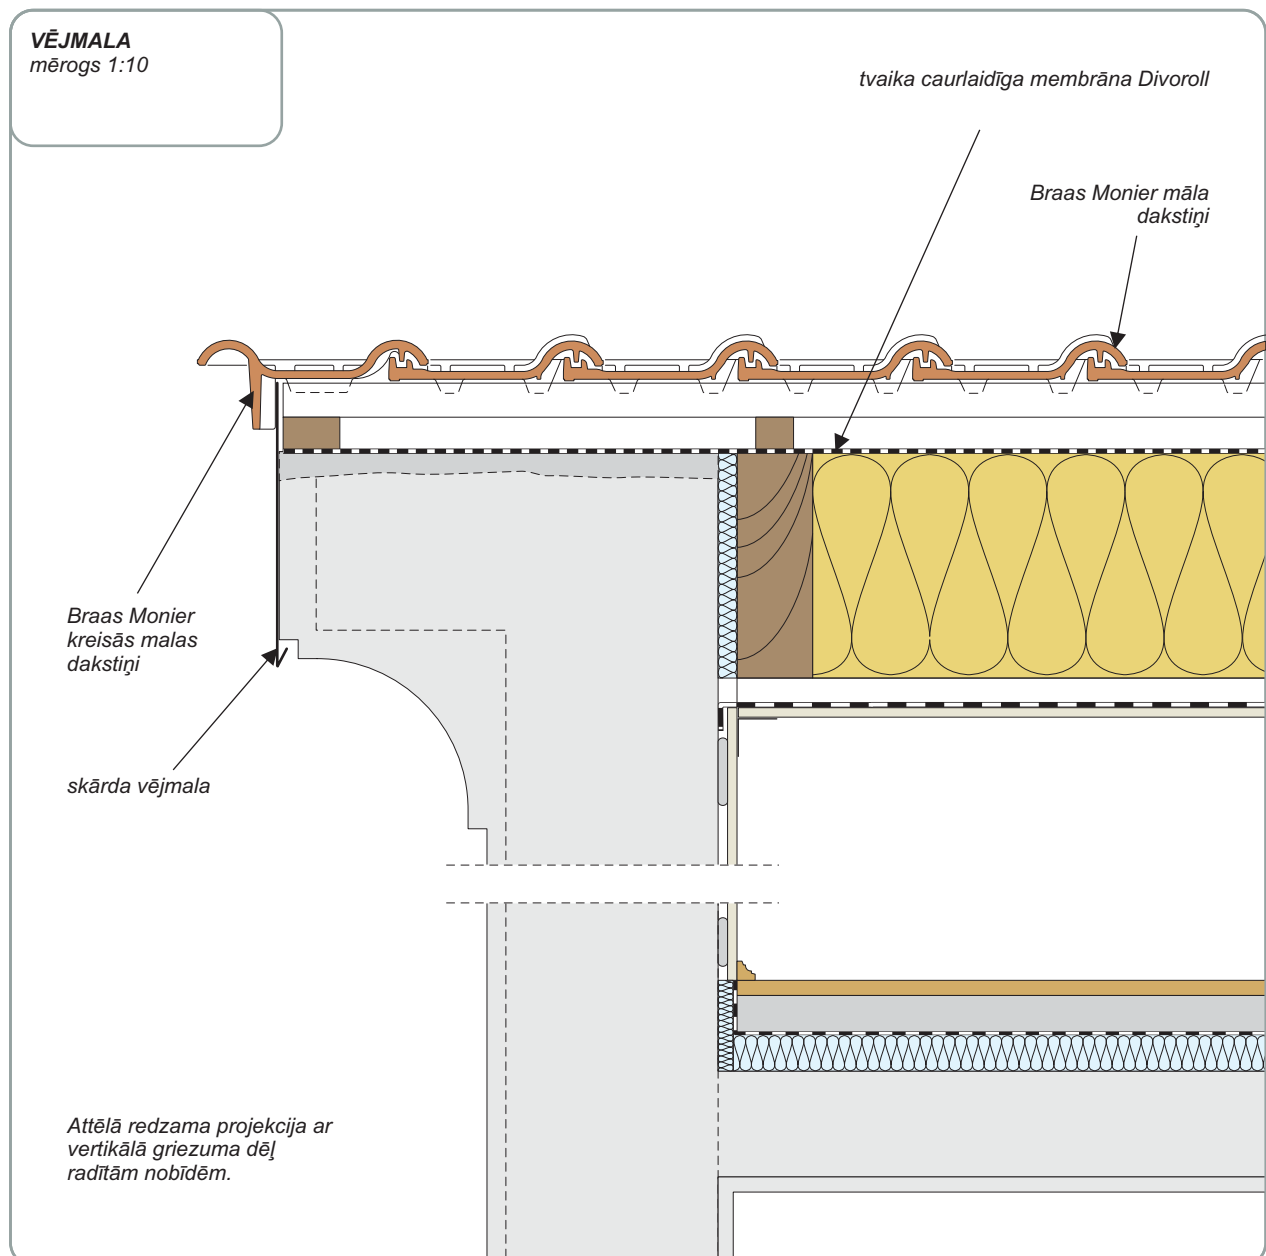 VĒJMALA
mērogs 1:10
tvaika caurlaidīga membrāna Divoroll
Braas Monier māla
dakstiņi
Braas Monier
kreisās malas
dakstiņi
skārda vējmala
Attēlā redzama projekcija ar
vertikālā griezuma dēļ
radītām nobīdēm.